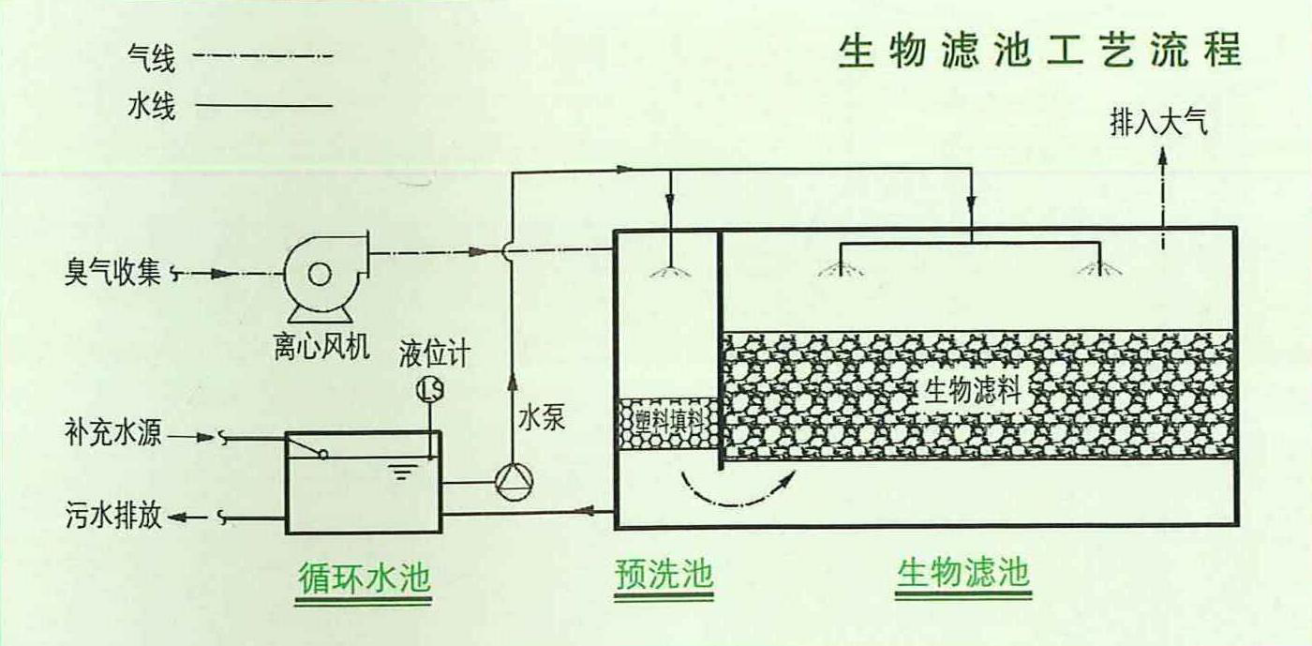 气线
生物滤池工艺流程
水线
排入大气
臭气收集
离心风机
液位计
LS
生物滤料
补充水源
水泵
塑料填料
污水排放
循环水池
预洗池
生物滤池